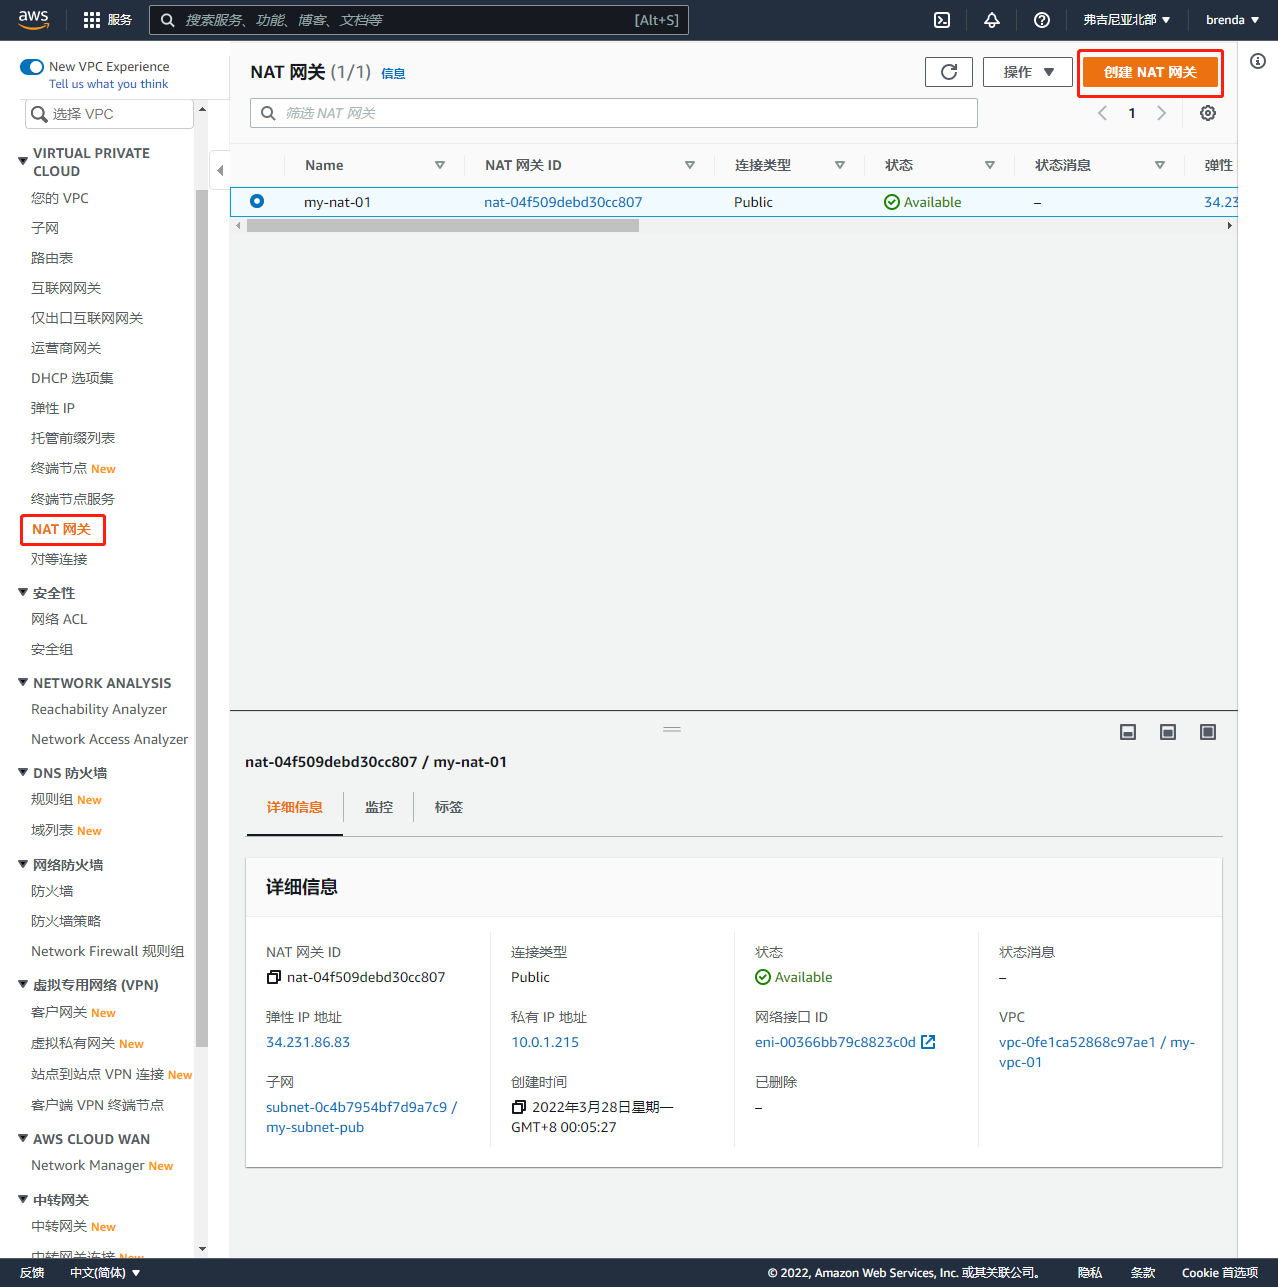 aws
服务
搜索服务、功能、博客、文档等
[Alt+S]
弗吉尼亚北部
brenda
New VPC Experience
Tell us what you think
选择 VPC
VIRTUAL PRIVATE
CLOUD
您的 VPC
子网
路由表
互联网网关
仅出口互联网网关
运营商网关
DHCP 选项集
弹性 IP
托管前缀列表
终端节点 New
终端节点服务
NAT 网关
对等连接
安全性
网络 ACL
安全组
NETWORK ANALYSIS
Reachability Analyzer
Network Access Analyzer
DNS 防火墙
规则组 New
域列表 New
网络防火墙
防火墙
防火墙策略
Network Firewall 规则组
虚拟专用网络 (VPN)
客户网关 New
虚拟私有网关 New
站点到站点 VPN 连接 New
客户端 VPN 终端节点
AWS CLOUD WAN
Network Manager New
中转网关
中转网关 New
中转网关连接 New
NAT 网关 (1/1) 信息
操作
创建 NAT 网关
筛选 NAT 网关
1
Name
NAT 网关 ID
连接类型
状态
状态消息
弹性
my-nat-01
nat-04f509debd30cc807
Public
Available
–
34.23
nat-04f509debd30cc807 / my-nat-01
详细信息
监控
标签
详细信息
NAT 网关 ID
nat-04f509debd30cc807
连接类型
Public
状态
Available
状态消息
–
弹性 IP 地址
34.231.86.83
私有 IP 地址
10.0.1.215
网络接口 ID
eni-00366bb79c8823c0d
VPC
vpc-0fe1ca52868c97ae1 / my-
vpc-01
子网
subnet-0c4b7954bf7d9a7c9 /
my-subnet-pub
创建时间
2022年3月28日星期一
GMT+8 00:05:27
已删除
–
反馈
中文(简体)
© 2022, Amazon Web Services, Inc. 或其关联公司。
隐私
条款
Cookie 首选项